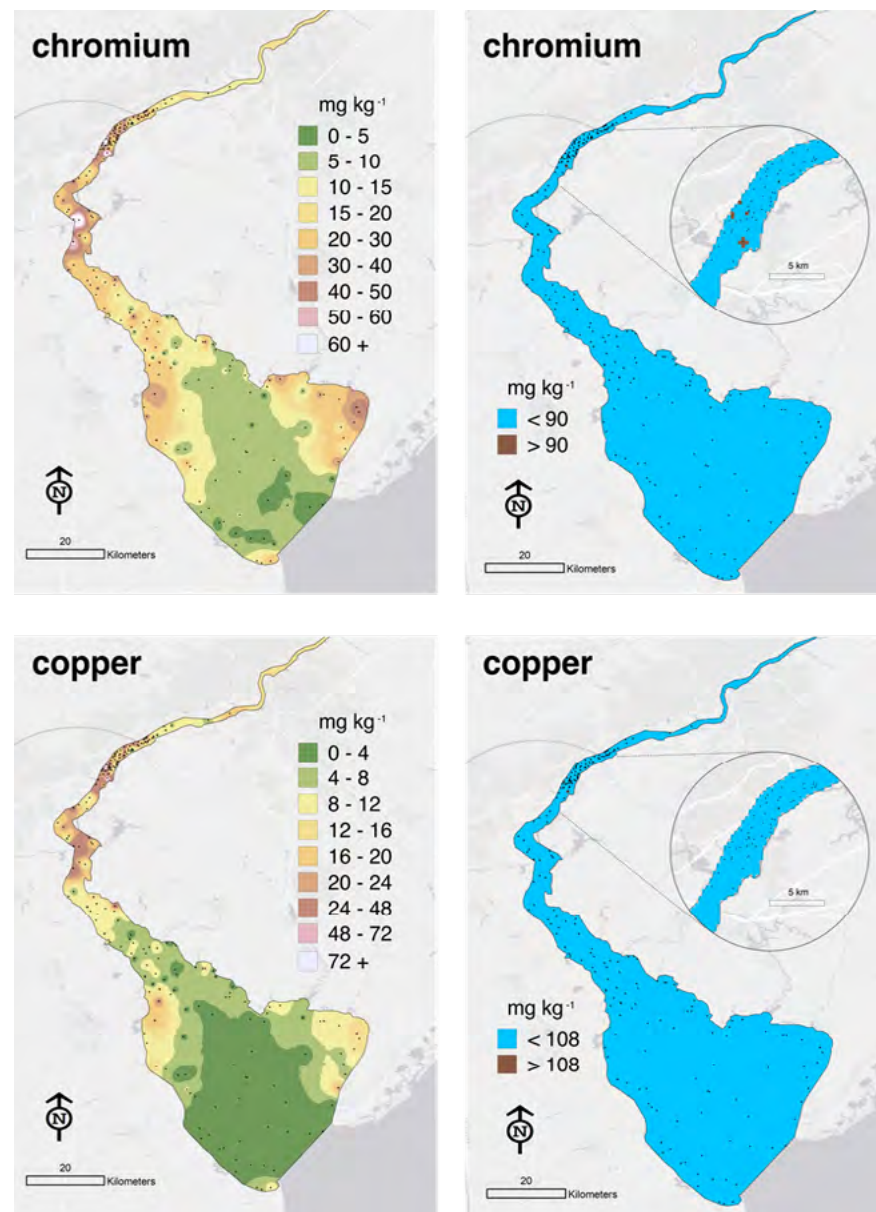 chromium
mg kg⁻¹
0 - 5
5 - 10
10 - 15
15 - 20
20 - 30
30 - 40
40 - 50
50 - 60
60 +
N
20
Kilometers
chromium
5 km
mg kg⁻¹
< 90
> 90
N
20
Kilometers
copper
mg kg⁻¹
0 - 4
4 - 8
8 - 12
12 - 16
16 - 20
20 - 24
24 - 48
48 - 72
72 +
N
20
Kilometers
copper
5 km
mg kg⁻¹
< 108
> 108
N
20
Kilometers